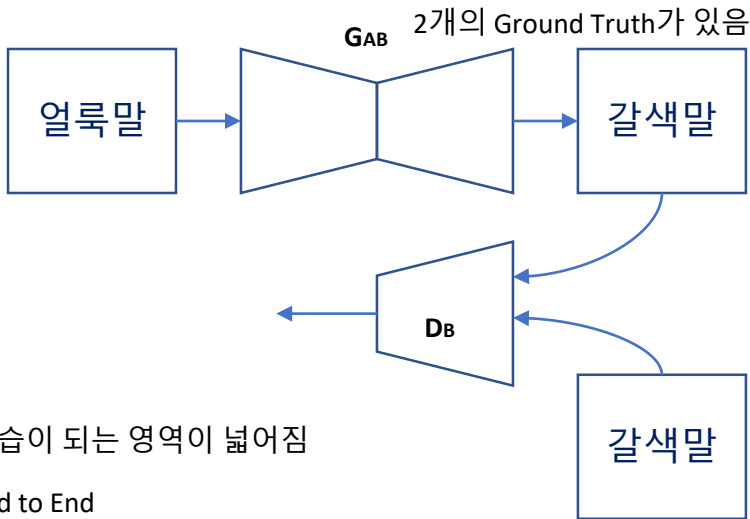 2개의 Ground Truth가 있음
GAB
얼룩말
갈색말
DB
갈색말
습이 되는 영역이 넓어짐
d to End